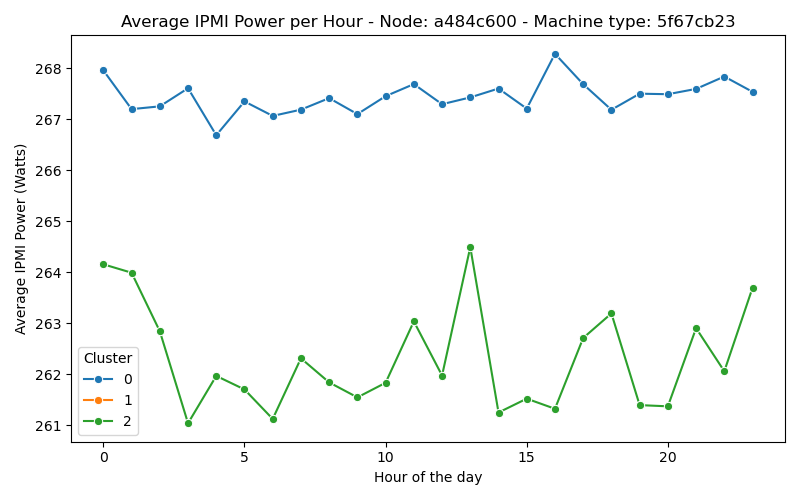 Average IPMI Power per Hour - Node: a484c600 - Machine type: 5f67cb23
Average IPMI Power (Watts)
268
267
266
265
264
263
262
261
Cluster
0
1
2
0 5 10 15 20
Hour of the day